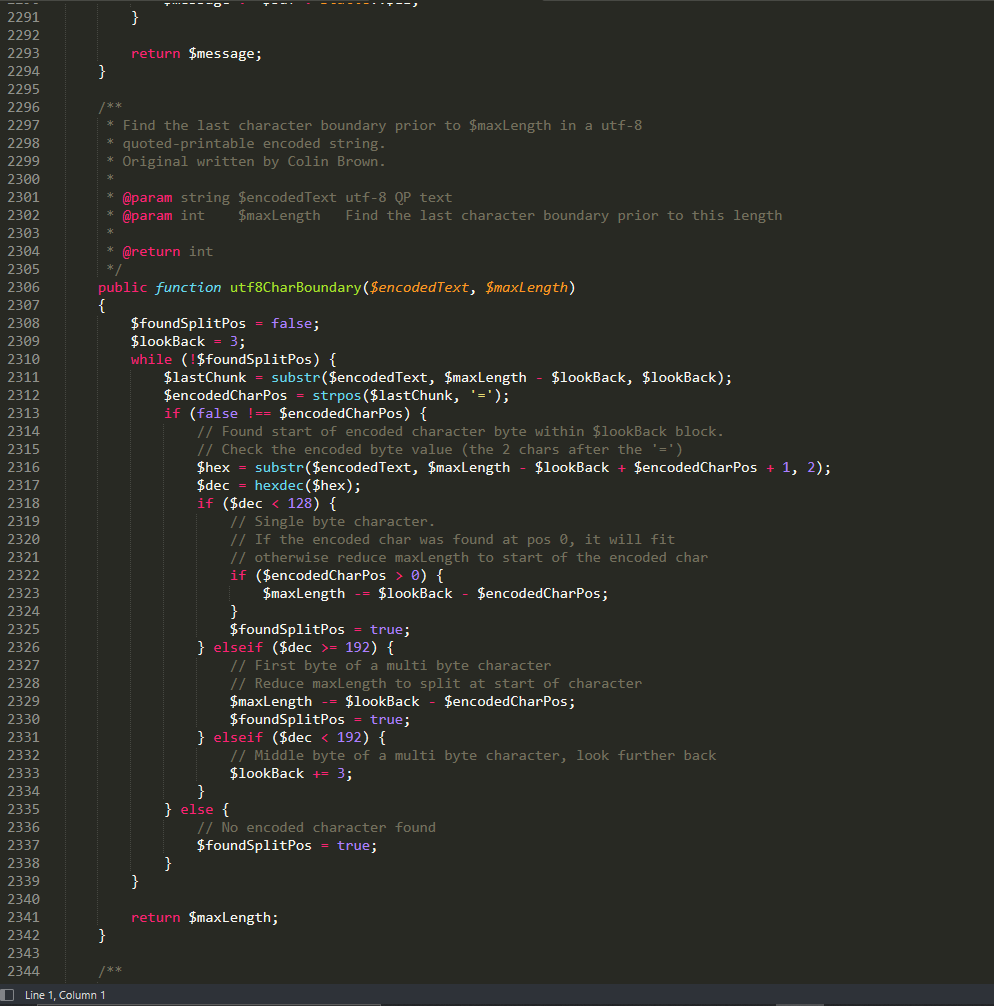 2291 }
2292
2293 return $message;
2294 }
2295
2296 /**
2297 * Find the last character boundary prior to $maxLength in a utf-8
2298 * quoted-printable encoded string.
2299 * Original written by Colin Brown.
2300 *
2301 * @param string $encodedText utf-8 QP text
2302 * @param int    $maxLength   Find the last character boundary prior to this length
2303 *
2304 * @return int
2305 */
2306 public function utf8CharBoundary($encodedText, $maxLength)
2307 {
2308 $foundSplitPos = false;
2309 $lookBack = 3;
2310 while (!$foundSplitPos) {
2311 $lastChunk = substr($encodedText, $maxLength - $lookBack, $lookBack);
2312 $encodedCharPos = strpos($lastChunk, '=');
2313 if (false !== $encodedCharPos) {
2314 // Found start of encoded character byte within $lookBack block.
2315 // Check the encoded byte value (the 2 chars after the '=')
2316 $hex = substr($encodedText, $maxLength - $lookBack + $encodedCharPos + 1, 2);
2317 $dec = hexdec($hex);
2318 if ($dec < 128) {
2319 // Single byte character.
2320 // If the encoded char was found at pos 0, it will fit
2321 // otherwise reduce maxLength to start of the encoded char
2322 if ($encodedCharPos > 0) {
2323 $maxLength -= $lookBack - $encodedCharPos;
2324 }
2325 $foundSplitPos = true;
2326 } elseif ($dec >= 192) {
2327 // First byte of a multi byte character
2328 // Reduce maxLength to split at start of character
2329 $maxLength -= $lookBack - $encodedCharPos;
2330 $foundSplitPos = true;
2331 } elseif ($dec < 192) {
2332 // Middle byte of a multi byte character, look further back
2333 $lookBack += 3;
2334 }
2335 } else {
2336 // No encoded character found
2337 $foundSplitPos = true;
2338 }
2339 }
2340
2341 return $maxLength;
2342 }
2343
2344 /**
Line 1, Column 1